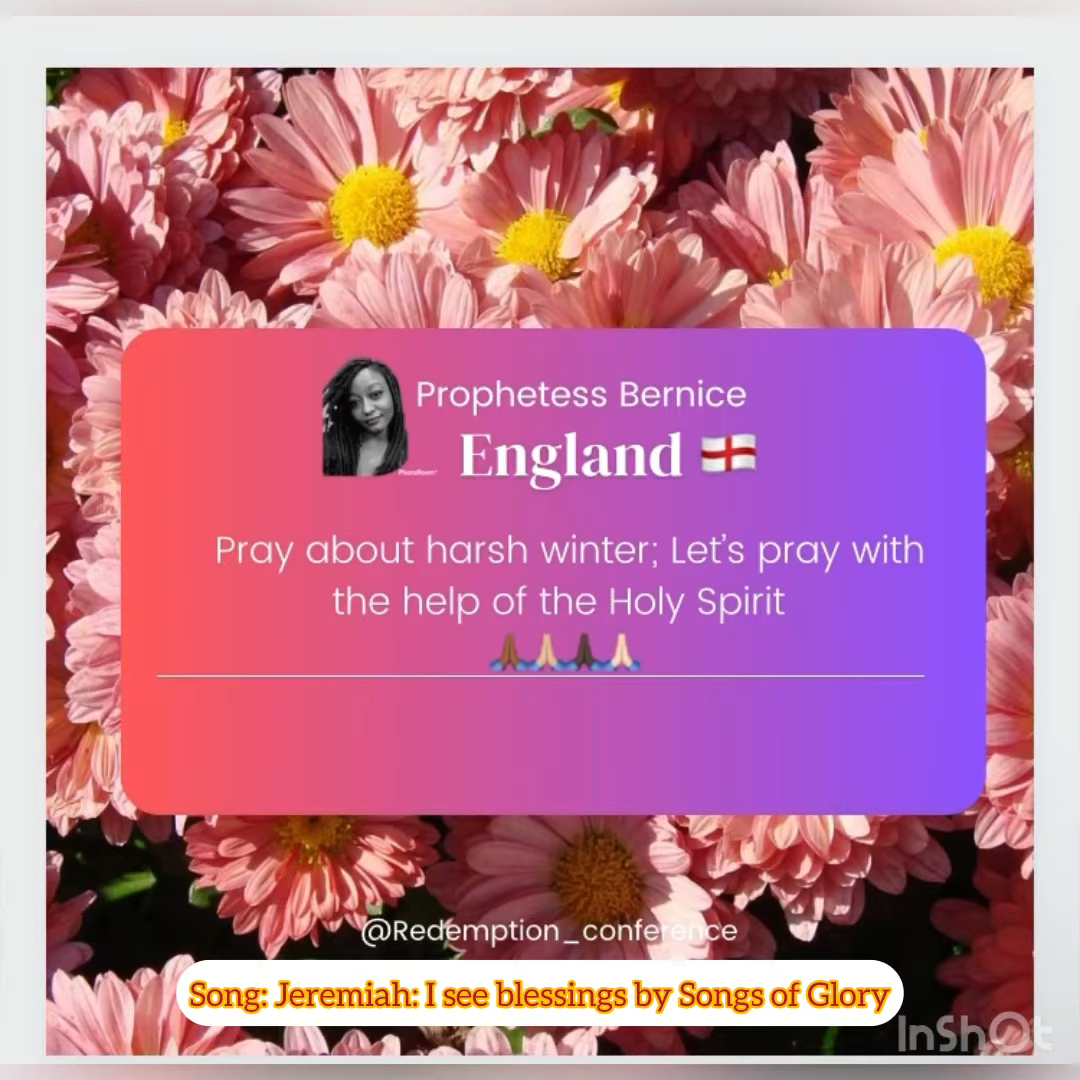 Prophetess Bernice
England 🏴󠁧󠁢󠁥󠁮󠁧󠁿
PhotoRoom
Pray about harsh winter; Let’s pray with
the help of the Holy Spirit
🙏🏾🙏🏼🙏🏿🙏🏻
@Redemption_conference
Song: Jeremiah: I see blessings by Songs of Glory
InShOt